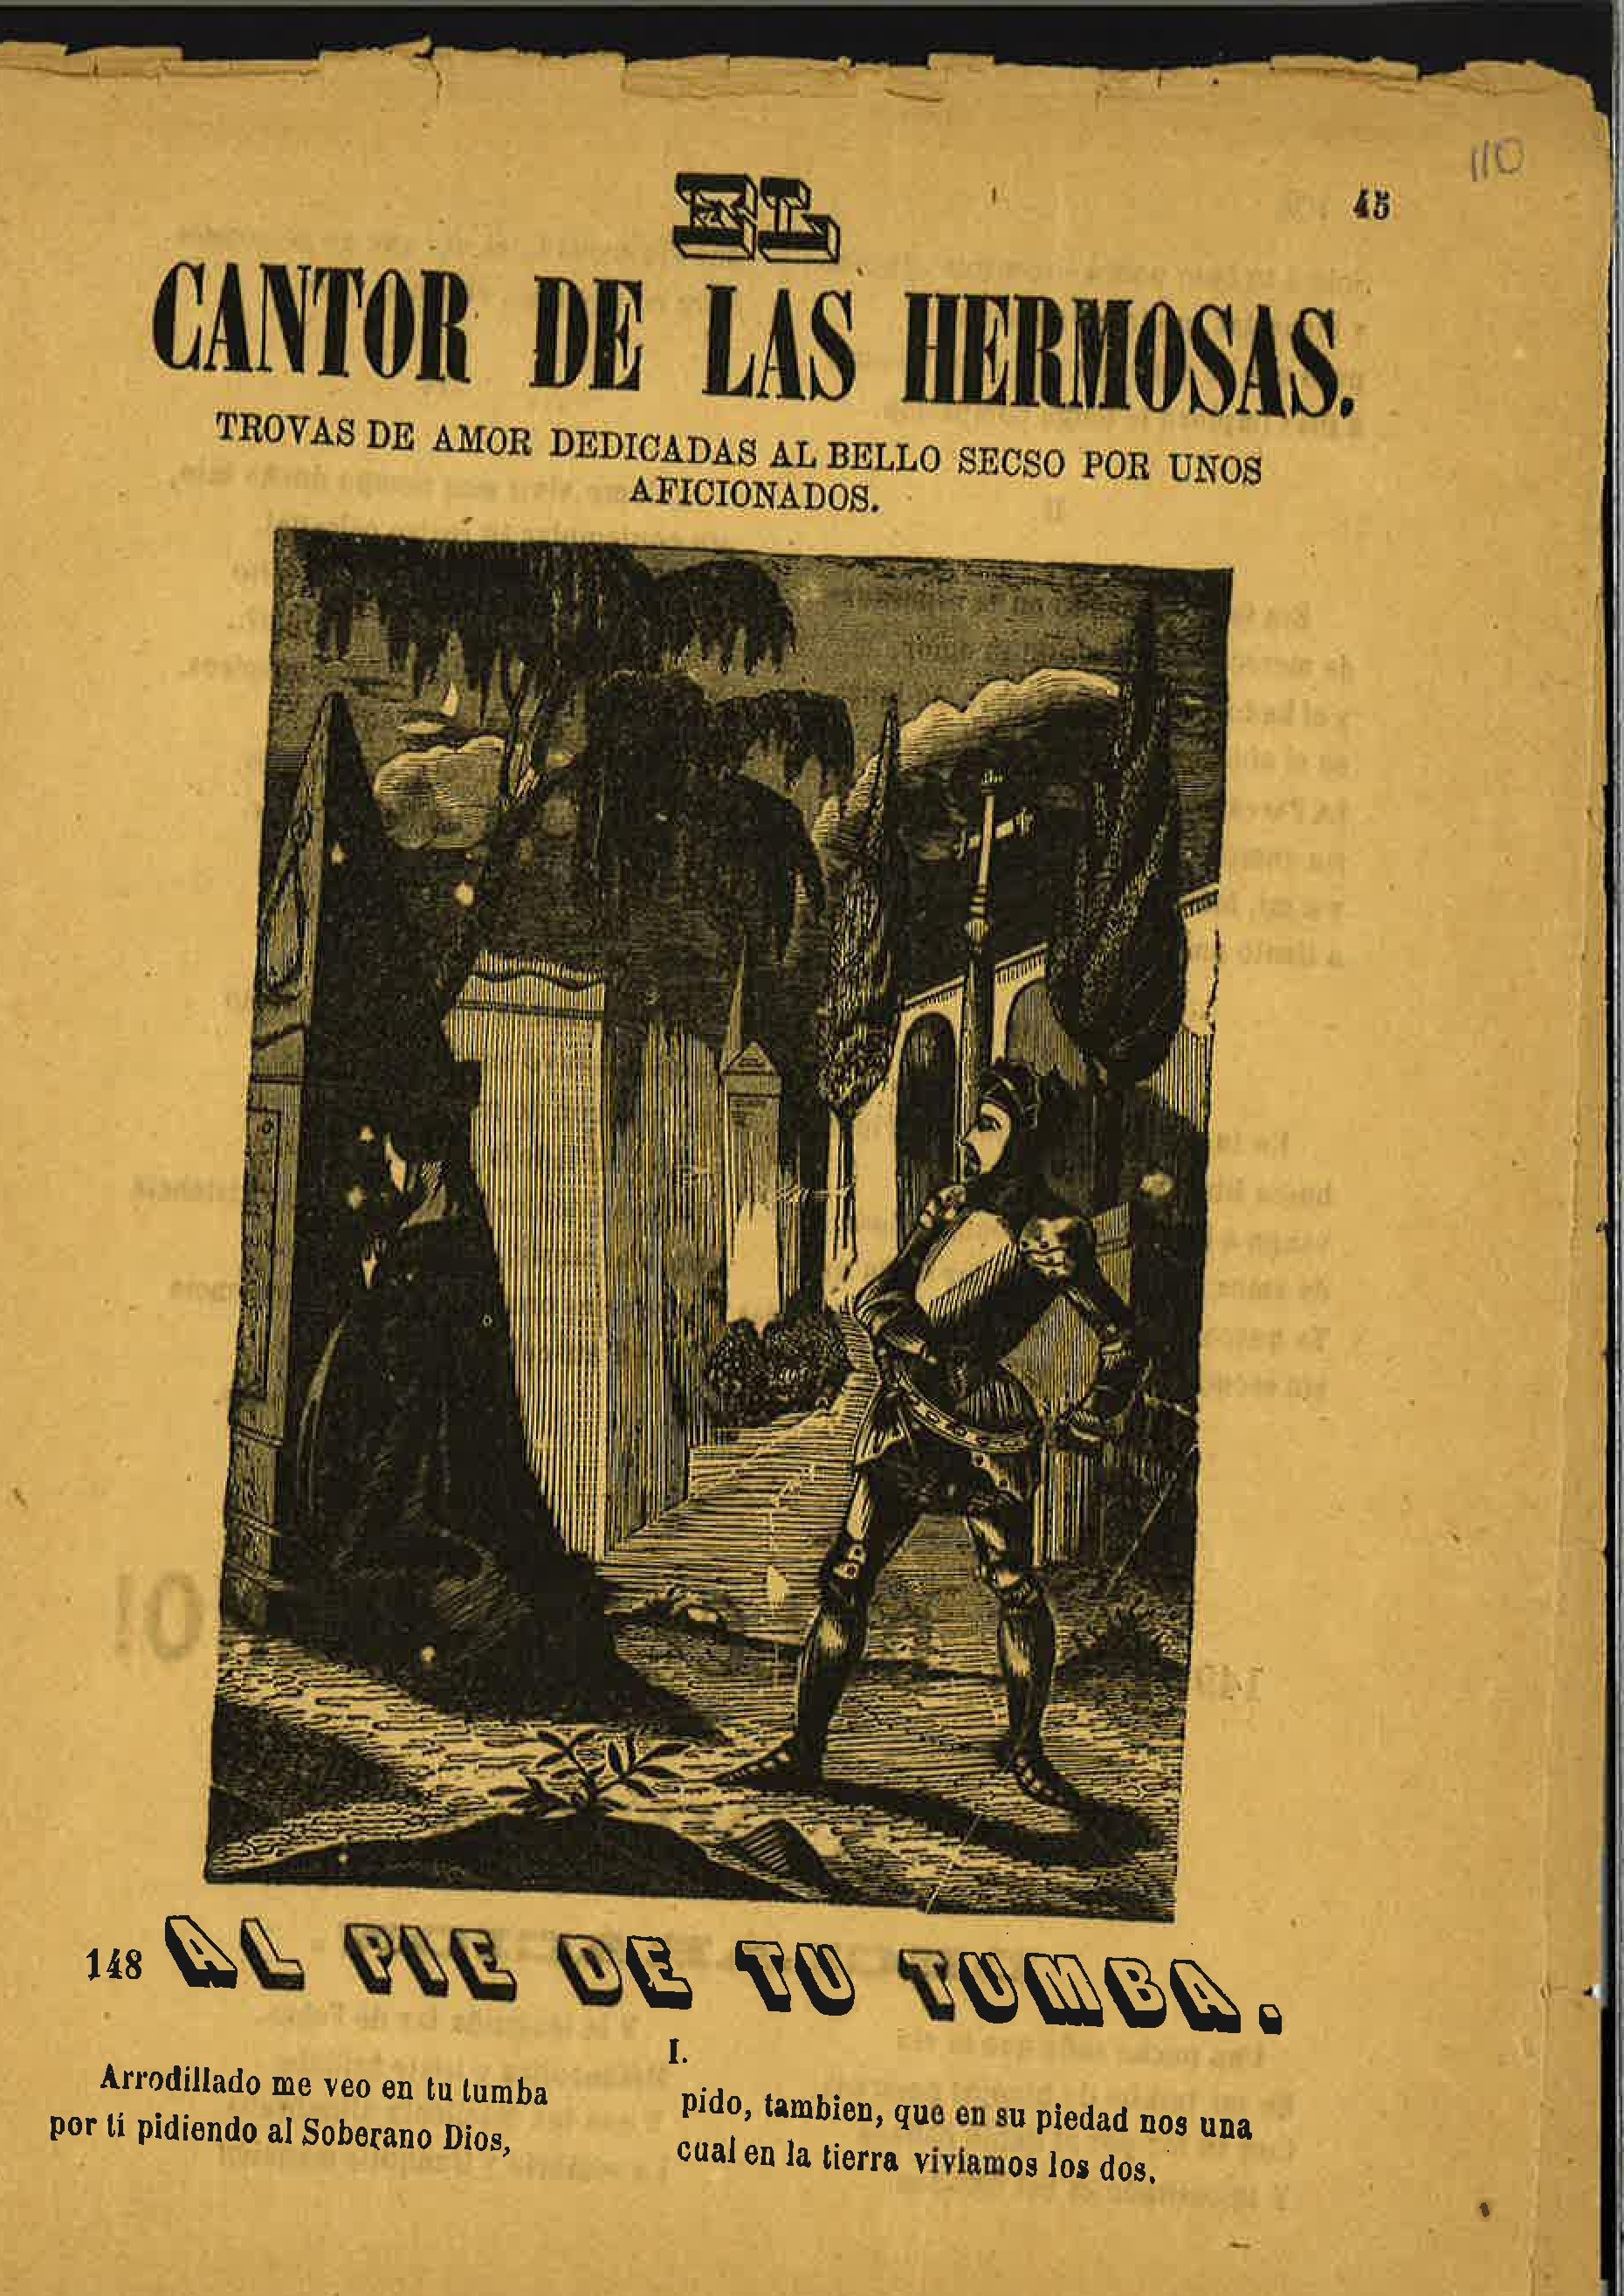 110
45
EL
CANTOR DE LAS HERMOSAS.
TROVAS DE AMOR DEDICADAS AL BELLO SECSO POR UNOS
AFICIONADOS.
148 AL PIE DE TU TUMBA.
I.
Arrodillado me veo en tu tumba
por tí pidiendo al Soberano Dios,
pido, tambien, que en su piedad nos una
cual en la tierra viviamos los dos.